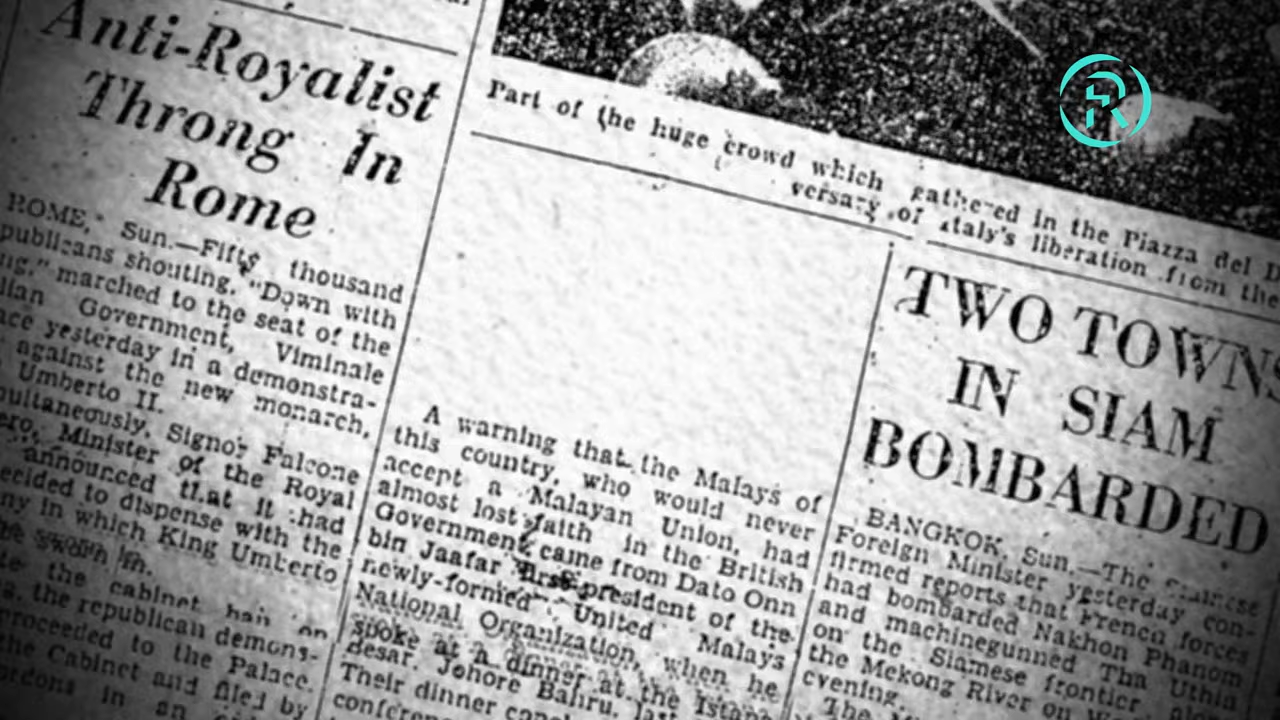 Anti-Royalist
Throng In
Rome
ROME, Sun.—Fifty thousand
publicans shouting, "Down with
marched to the seat of the
Government, Viminale
yesterday in a demonstra-
against the new monarch,
Umberto II.
Signor Falcone
Minister of the Royal
announced that it had
to dispense with the
in which King Umberto
the cabinet
the republican demons-
to the Palace.
the Cabinet and filed by
in an
Part of the huge crowd which gathered in the Piazza del
versary of Italy's liberation from the
A warning that the Malays of
this country, who would never
accept a Malayan Union, had
almost lost faith in the British
Government came from Dato Onn
bin Jaafar first president of the
newly-formed United Malays
National Organization, when he
spoke at a dinner at the Istana
Besar, Johore Bahru,
Their dinner
TWO TOWNS
IN SIAM
BOMBARDED
BANGKOK, Sun.—The Siamese
Foreign Minister yesterday con-
firmed reports that French forces
had bombarded Nakhon Phanom
and machinegunned Tha Uthin
on the Siamese frontier
the Mekong River on
evening.
The